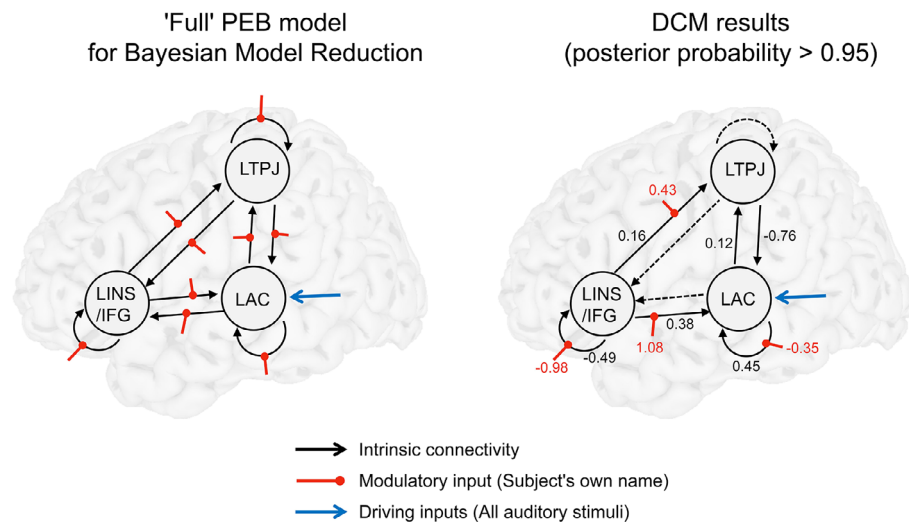 'Full' PEB model
for Bayesian Model Reduction
DCM results
(posterior probability > 0.95)
LTPJ
LINS
/IFG
LAC
LTPJ
0.43
0.16
0.12
-0.76
LINS
/IFG
LAC
0.38
1.08
-0.49
-0.98
-0.35
0.45
Intrinsic connectivity
Modulatory input (Subject's own name)
Driving inputs (All auditory stimuli)